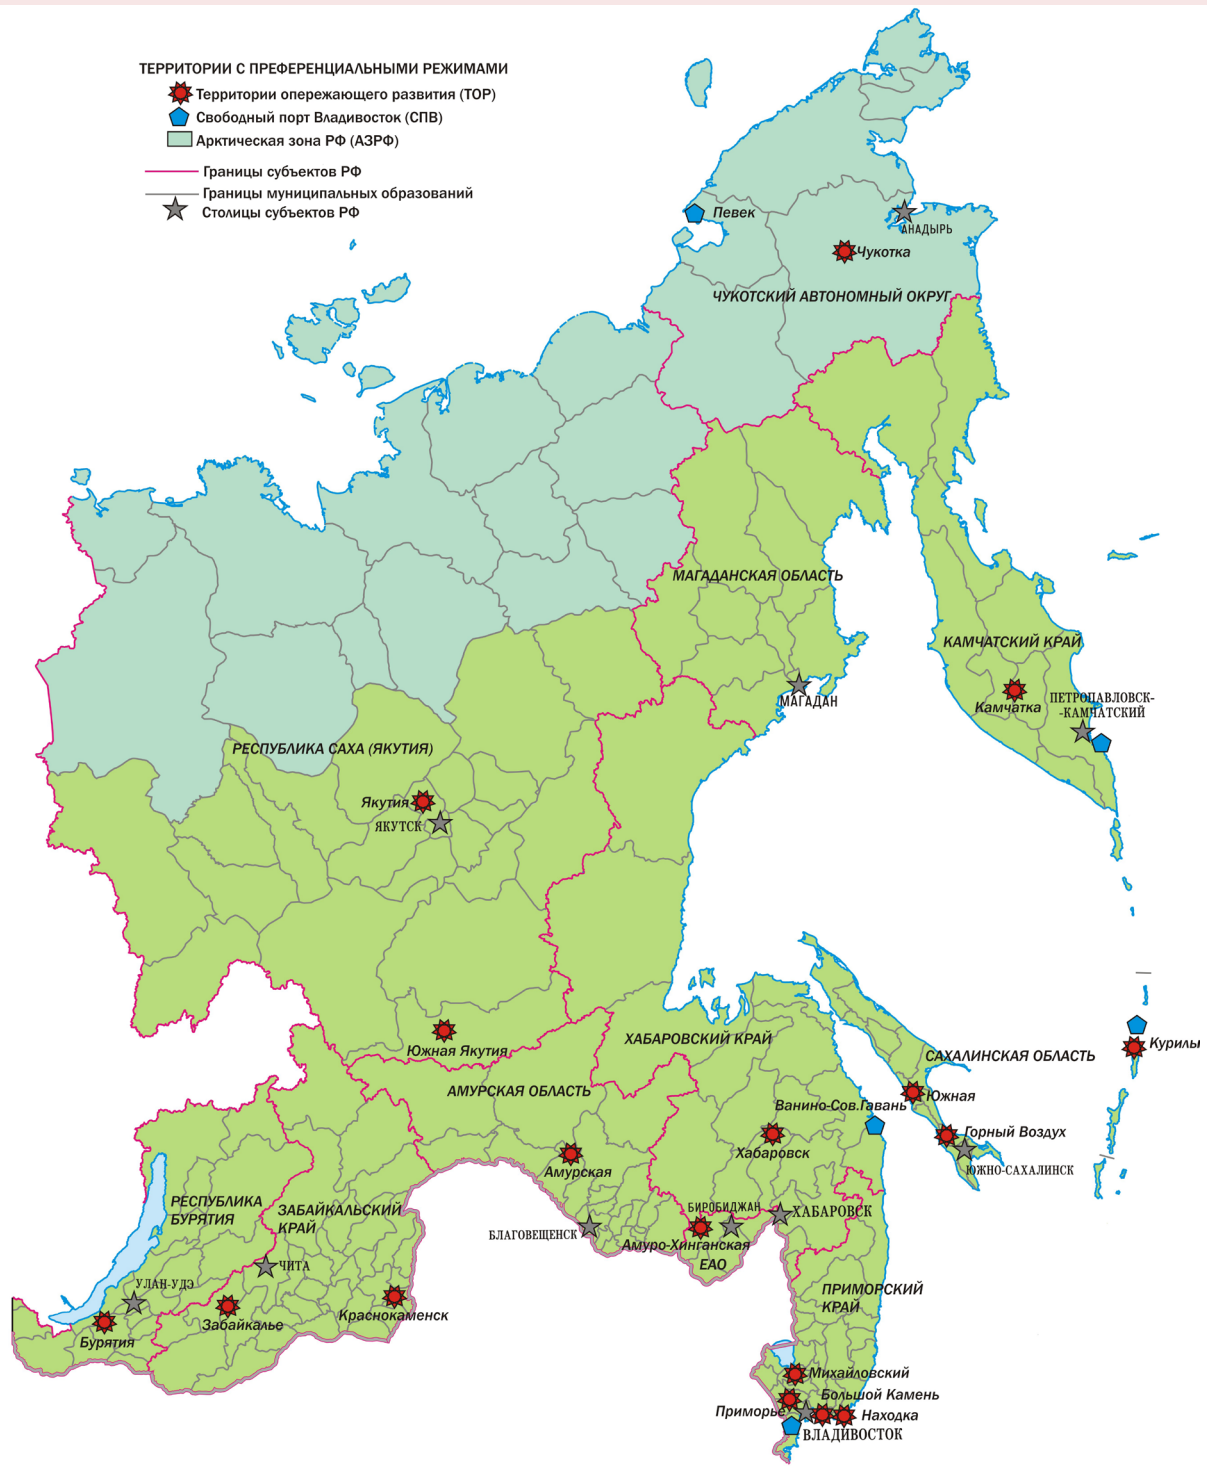 ТЕРРИТОРИИ С ПРЕФЕРЕНЦИАЛЬНЫМИ РЕЖИМАМИ
Территории опережающего развития (ТОР)
Свободный порт Владивосток (СПВ)
Арктическая зона РФ (АЗРФ)
Границы субъектов РФ
Границы муниципальных образований
Столицы субъектов РФ
Певек
АНАДЫРЬ
Чукотка
ЧУКОТСКИЙ АВТОНОМНЫЙ ОКРУГ
МАГАДАНСКАЯ ОБЛАСТЬ
КАМЧАТСКИЙ КРАЙ
МАГАДАН
Камчатка
ПЕТРОПАВЛОВСК-
-КАМЧАТСКИЙ
РЕСПУБЛИКА САХА (ЯКУТИЯ)
Якутия
ЯКУТСК
Южная Якутия
ХАБАРОВСКИЙ КРАЙ
Курилы
САХАЛИНСКАЯ ОБЛАСТЬ
АМУРСКАЯ ОБЛАСТЬ
Южная
Ванино-Сов.Гавань
Горный Воздух
Хабаровск
ЮЖНО-САХАЛИНСК
Амурская
РЕСПУБЛИКА
БУРЯТИЯ
ЗАБАЙКАЛЬСКИЙ
КРАЙ
БИРОБИДЖАН
ХАБАРОВСК
БЛАГОВЕЩЕНСК
Амуро-Хинганская
ЕАО
ЧИТА
УЛАН-УДЭ
ПРИМОРСКИЙ
КРАЙ
Краснокаменск
Забайкалье
Бурятия
Михайловский
Большой Камень
Приморье
Находка
ВЛАДИВОСТОК